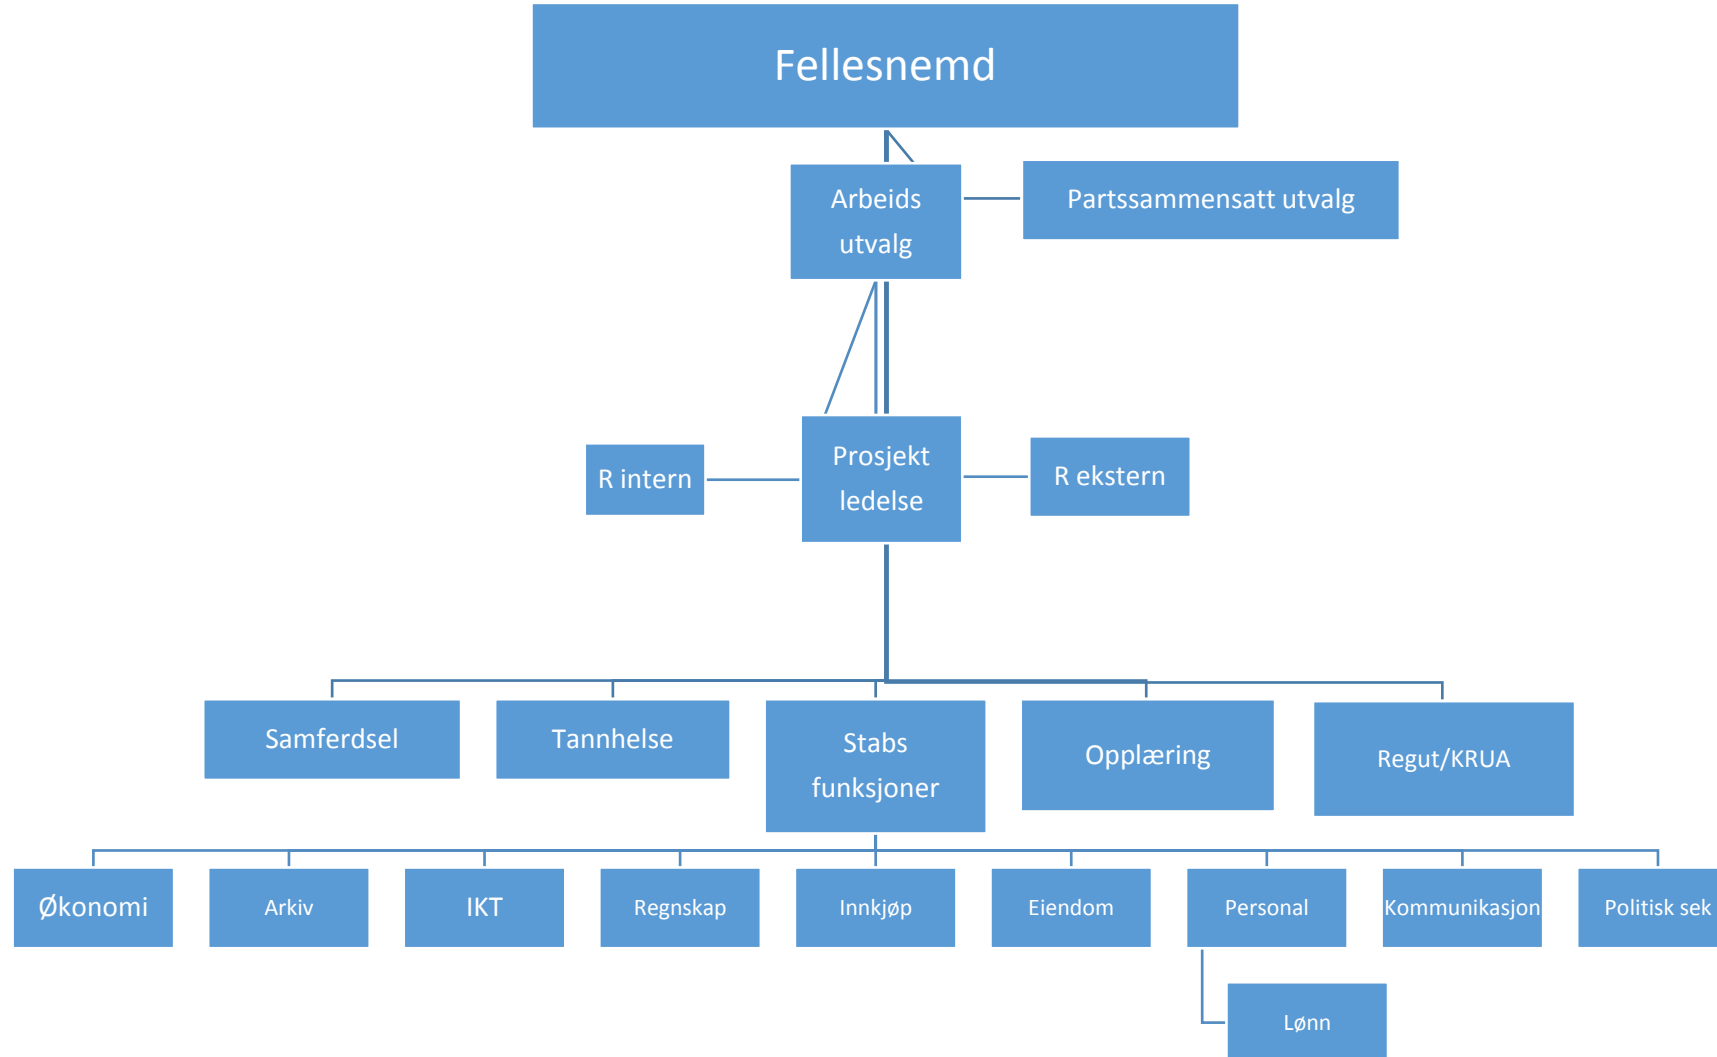 Fellesnemd
Arbeids
utvalg
Partssammensatt utvalg
R intern
Prosjekt
ledelse
R ekstern
Samferdsel
Tannhelse
Stabs
funksjoner
Opplæring
Regut/KRUA
Økonomi
Arkiv
IKT
Regnskap
Innkjøp
Eiendom
Personal
Kommunikasjon
Politisk sek
Lønn